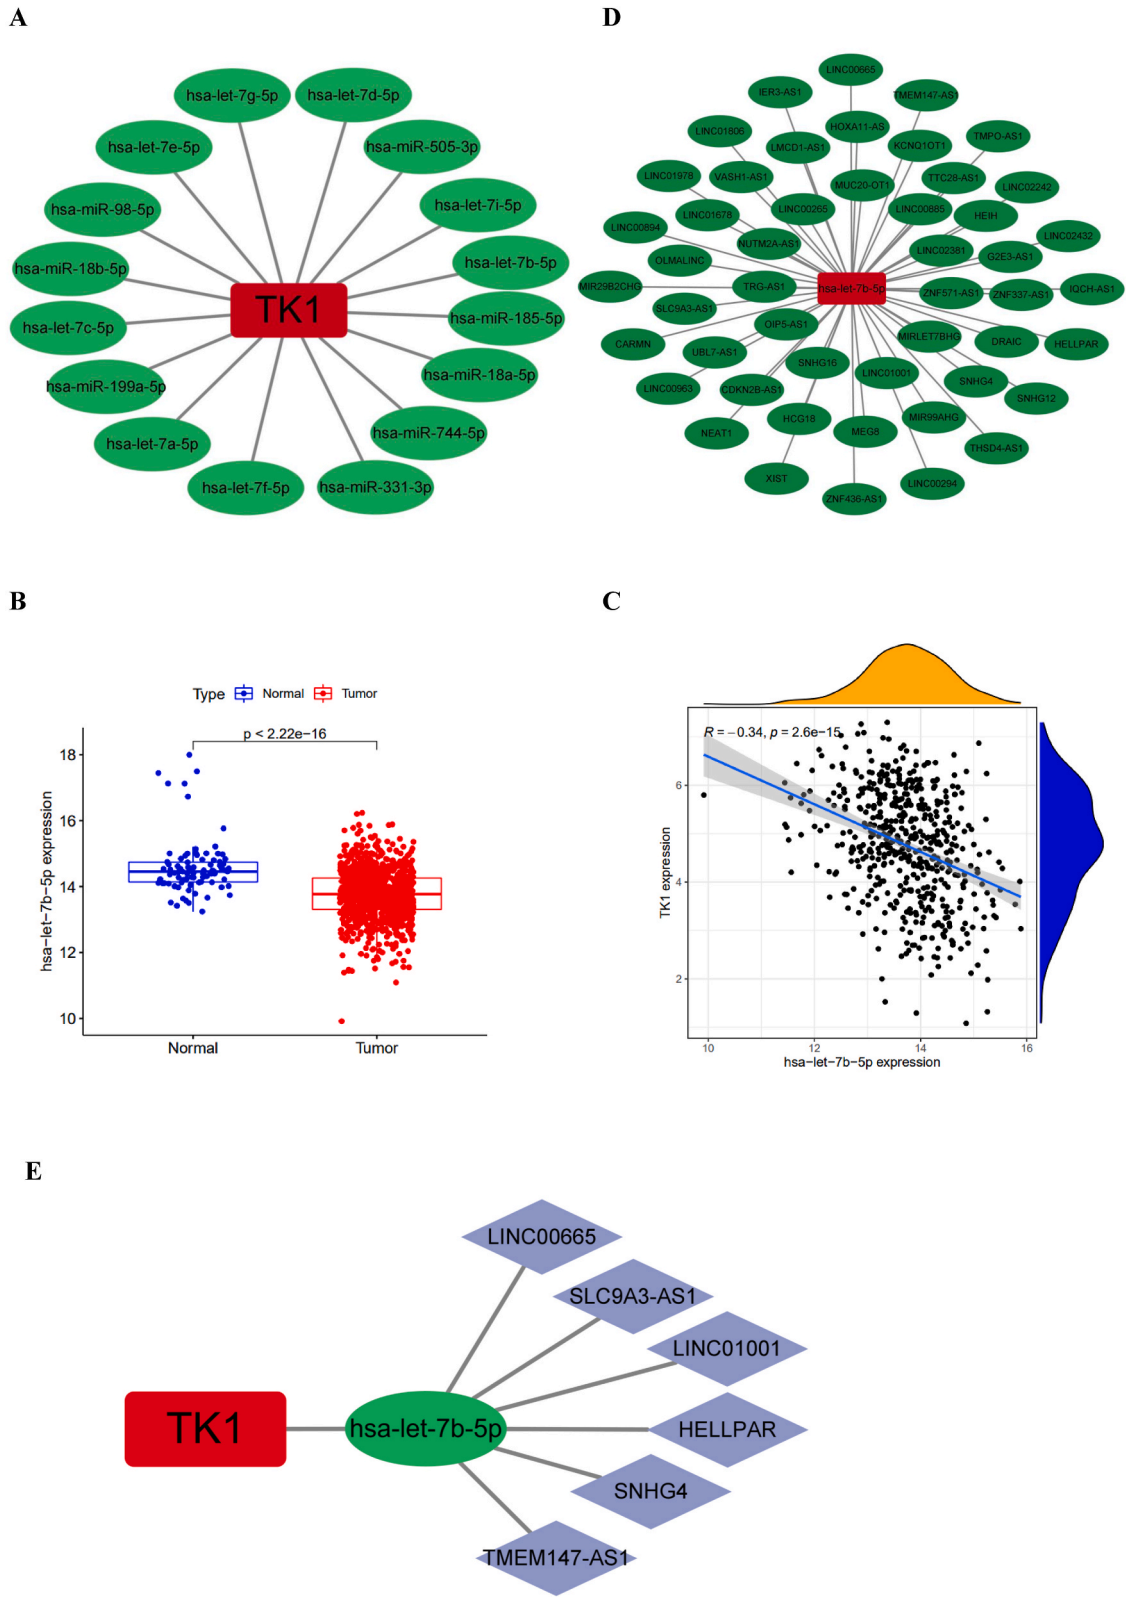 A
hsa-let-7g-5p
hsa-let-7d-5p
hsa-let-7e-5p
hsa-miR-505-3p
hsa-miR-98-5p
hsa-let-7i-5p
hsa-miR-18b-5p
hsa-let-7b-5p
TK1
hsa-let-7c-5p
hsa-miR-185-5p
hsa-miR-199a-5p
hsa-miR-18a-5p
hsa-let-7a-5p
hsa-miR-744-5p
hsa-let-7f-5p
hsa-miR-331-3p
D
LINC00665
IER3-AS1
TMEM147-AS1
LINC01806
HOXA11-AS
TMPO-AS1
LMCD1-AS1
KCNQ1OT1
LINC01978
VASH1-AS1
MUC20-OT1
TTC28-AS1
LINC02242
LINC00894
LINC01678
LINC00265
LINC00885
HEIH
LINC02432
NUTM2A-AS1
LINC02381
G2E3-AS1
OLMALINC
MIR29B2CHG
TRG-AS1
hsa-let-7b-5p
ZNF571-AS1
ZNF337-AS1
IQCH-AS1
SLC9A3-AS1
OIP5-AS1
MIRLET7BHG
DRAIC
HELLPAR
CARMN
UBL7-AS1
SNHG16
LINC01001
SNHG4
SNHG12
LINC00963
CDKN2B-AS1
NEAT1
HCG18
MEG8
MIR99AHG
THSD4-AS1
XIST
ZNF436-AS1
LINC00294
B
Type Normal Tumor
p < 2.22e−16
18
16
14
12
10
hsa−let−7b−5p expression
Normal Tumor
C
R = −0.34, p = 2.6e−15
6
4
2
TK1 expression
10 12 14 16
hsa−let−7b−5p expression
E
LINC00665
SLC9A3-AS1
LINC01001
TK1
hsa-let-7b-5p
HELLPAR
SNHG4
TMEM147-AS1